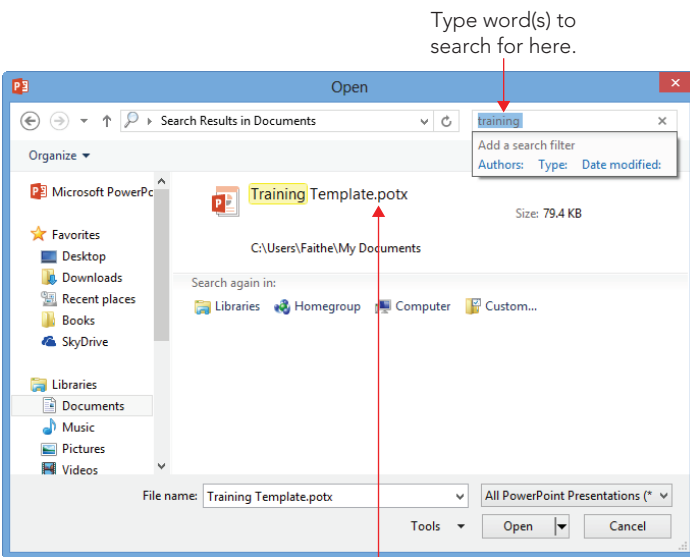 Type word(s) to
search for here.
Open
Search Results in Documents
training
Add a search filter
Authors: Type: Date modified:
Organize
Microsoft PowerPc
Training Template.potx
Size: 79.4 KB
C:\Users\Faithe\My Documents
Favorites
Desktop
Downloads
Recent places
Books
SkyDrive
Search again in:
Libraries Homegroup Computer Custom...
Libraries
Documents
Music
Pictures
Videos
File name: Training Template.potx All PowerPoint Presentations (*
Tools Open Cancel